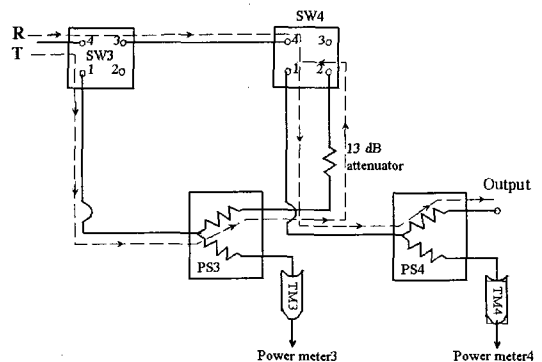 R
T
4 3
SW3
1 2
SW4
4 3
1 2
13 dB
attenuator
PS3
TM3
Power meter3
Output
PS4
TM4
Power meter4